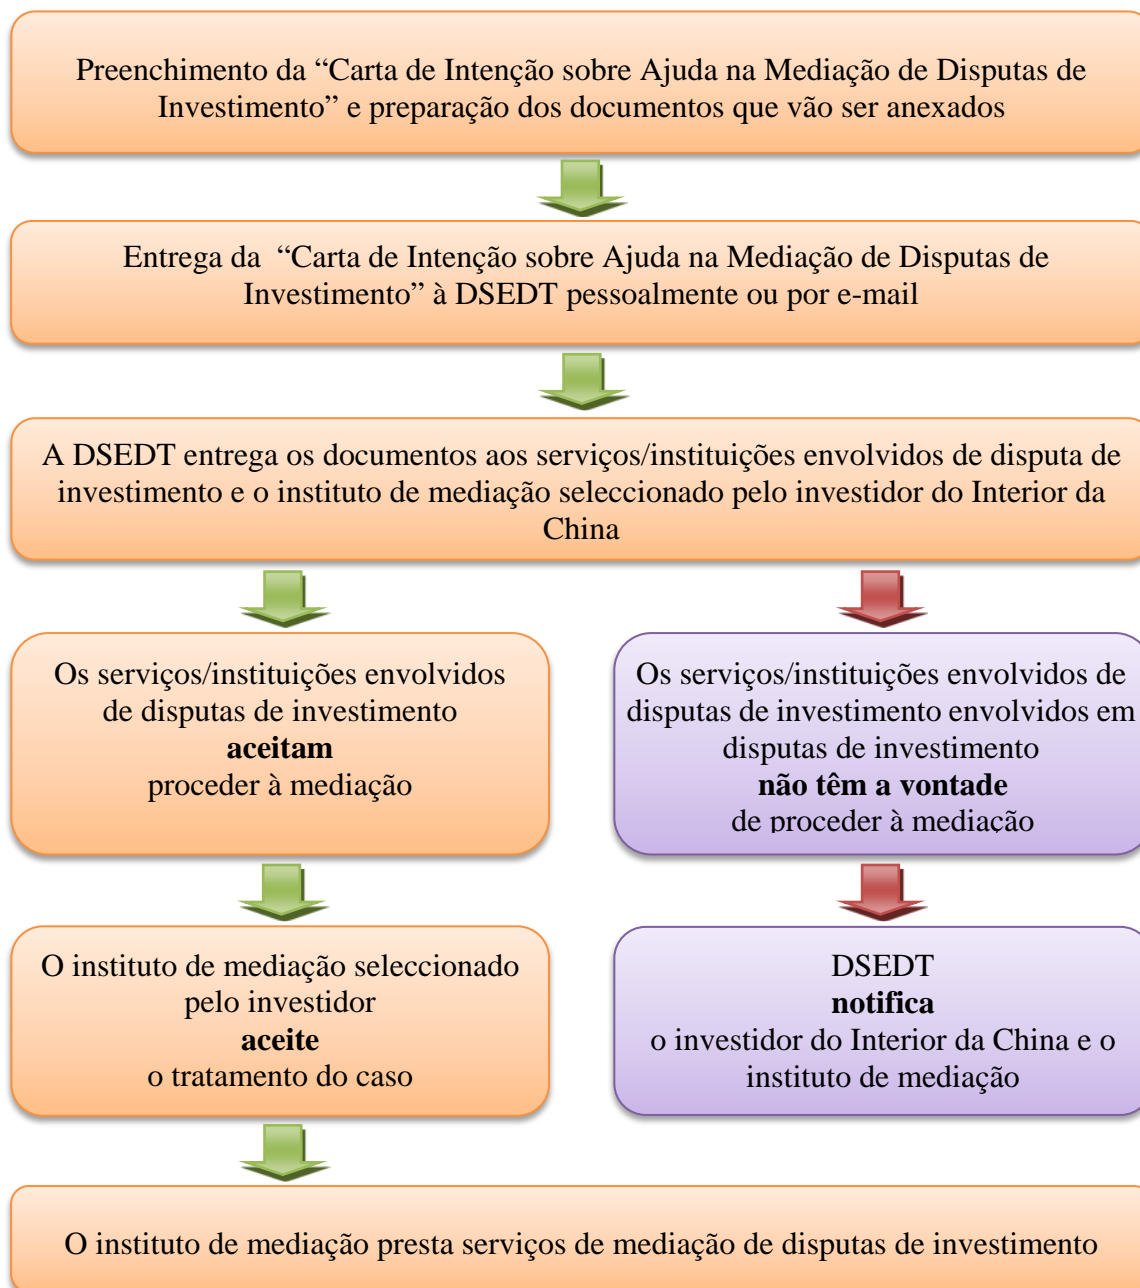 Preenchimento da “Carta de Intenção sobre Ajuda na Mediação de Disputas de
Investimento” e preparação dos documentos que vão ser anexados
Entrega da “Carta de Intenção sobre Ajuda na Mediação de Disputas de
Investimento” à DSEDT pessoalmente ou por e-mail
A DSEDT entrega os documentos aos serviços/instituições envolvidos de disputa de
investimento e o instituto de mediação seleccionado pelo investidor do Interior da
China
Os serviços/instituições envolvidos
de disputas de investimento
aceitam
proceder à mediação
Os serviços/instituições envolvidos de
disputas de investimento envolvidos em
disputas de investimento
não têm a vontade
de proceder à mediação
O instituto de mediação seleccionado
pelo investidor
aceite
o tratamento do caso
DSEDT
notifica
o investidor do Interior da China e o
instituto de mediação
O instituto de mediação presta serviços de mediação de disputas de investimento